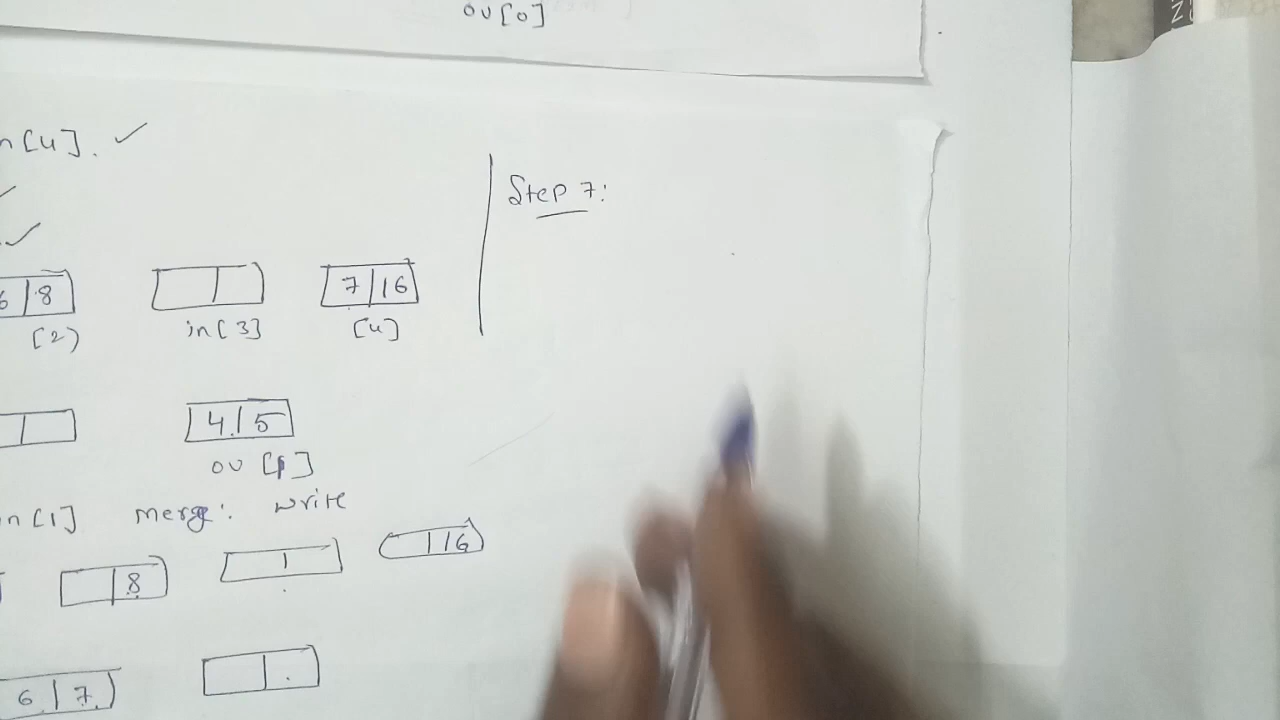 ou[0]
n[4]. ✓
✓
✓
Step 7:
6 | 8
7 | 16
[2)
in[3]
[4]
4 | 5
ou [1]
n [1] merge: write
8
| 16
6 | 7